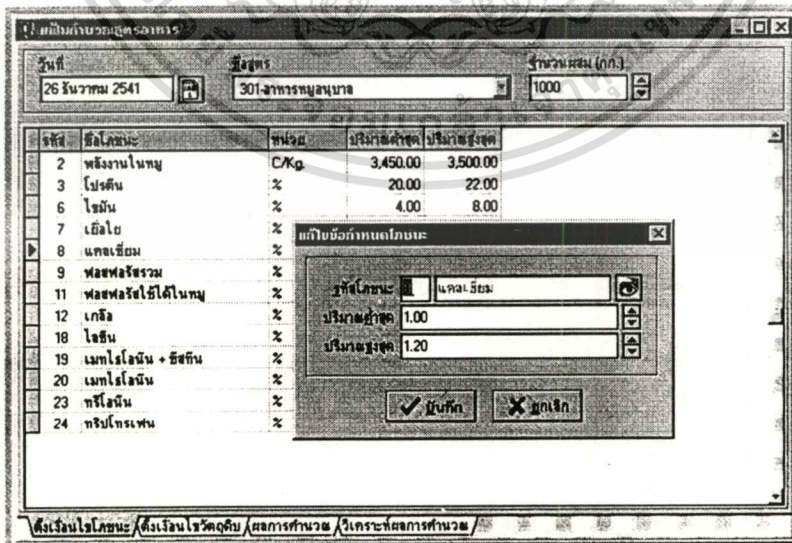 แก้ไขกำหนดสูตรอาหาร
วันที่ ชื่อสูตร จำนวนผสม (กก.)
26 ธันวาคม 2541 301-อาหารหมูอนุบาล 1000
รหัส ชื่อโภชนะ หน่วย ปริมาณต่ำสุด ปริมาณสูงสุด
2 พลังงานในหมู C/Kg. 3,450.00 3,500.00
3 โปรตีน % 20.00 22.00
6 ไขมัน % 4.00 8.00
7 เยื่อใย %
8 แคลเซี่ยม %
9 ฟอสฟอรัสรวม %
11 ฟอสฟอรัสใช้ได้ในหมู %
12 เกลือ %
18 ไลซีน %
19 เมทไธโอนีน + ซีสทีน %
20 เมทไธโอนีน %
23 ทรีโอนีน %
24 ทริปโทรเฟน %
แก้ไขข้อกำหนดโภชนะ
รหัสโภชนะ แคลเซี่ยม
ปริมาณต่ำสุด 1.00
ปริมาณสูงสุด 1.20
บันทึก ยกเลิก
ตั้งเงื่อนไขโภชนะ ตั้งเงื่อนไขวัตถุดิบ ผลการคำนวณ วิเคราะห์ผลการคำนวณ